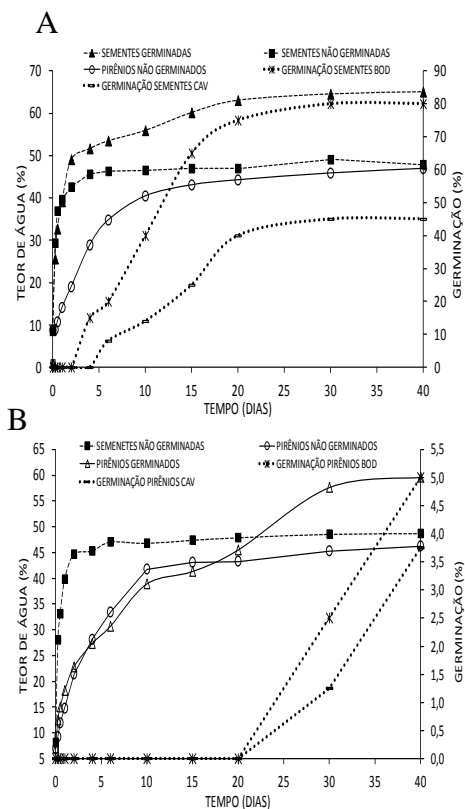 A
SEMENTES GERMINADAS
SEMENTES NÃO GERMINADAS
PIRÊNIOS NÃO GERMINADOS
GERMINAÇÃO SEMENTES BOD
GERMINAÇÃO SEMENTES CAV
70
60
50
40
30
20
10
0
TEOR DE ÁGUA (%)
90
80
70
60
50
40
30
20
10
0
GERMINAÇÃO (%)
0 5 10 15 20 25 30 35 40
TEMPO (DIAS)
B
SEMENETES NÃO GERMINADAS
PIRÊNIOS NÃO GERMINADOS
PIRÊNIOS GERMINADOS
GERMINAÇÃO PIRÊNIOS BOD
GERMINAÇÃO PIRÊNIOS CAV
65
60
55
50
45
40
35
30
25
20
15
10
5
TEOR DE ÁGUA (%)
5,5
5,0
4,5
4,0
3,5
3,0
2,5
2,0
1,5
1,0
0,5
0,0
GERMINAÇÃO (%)
0 5 10 15 20 25 30 35 40
TEMPO (DIAS)